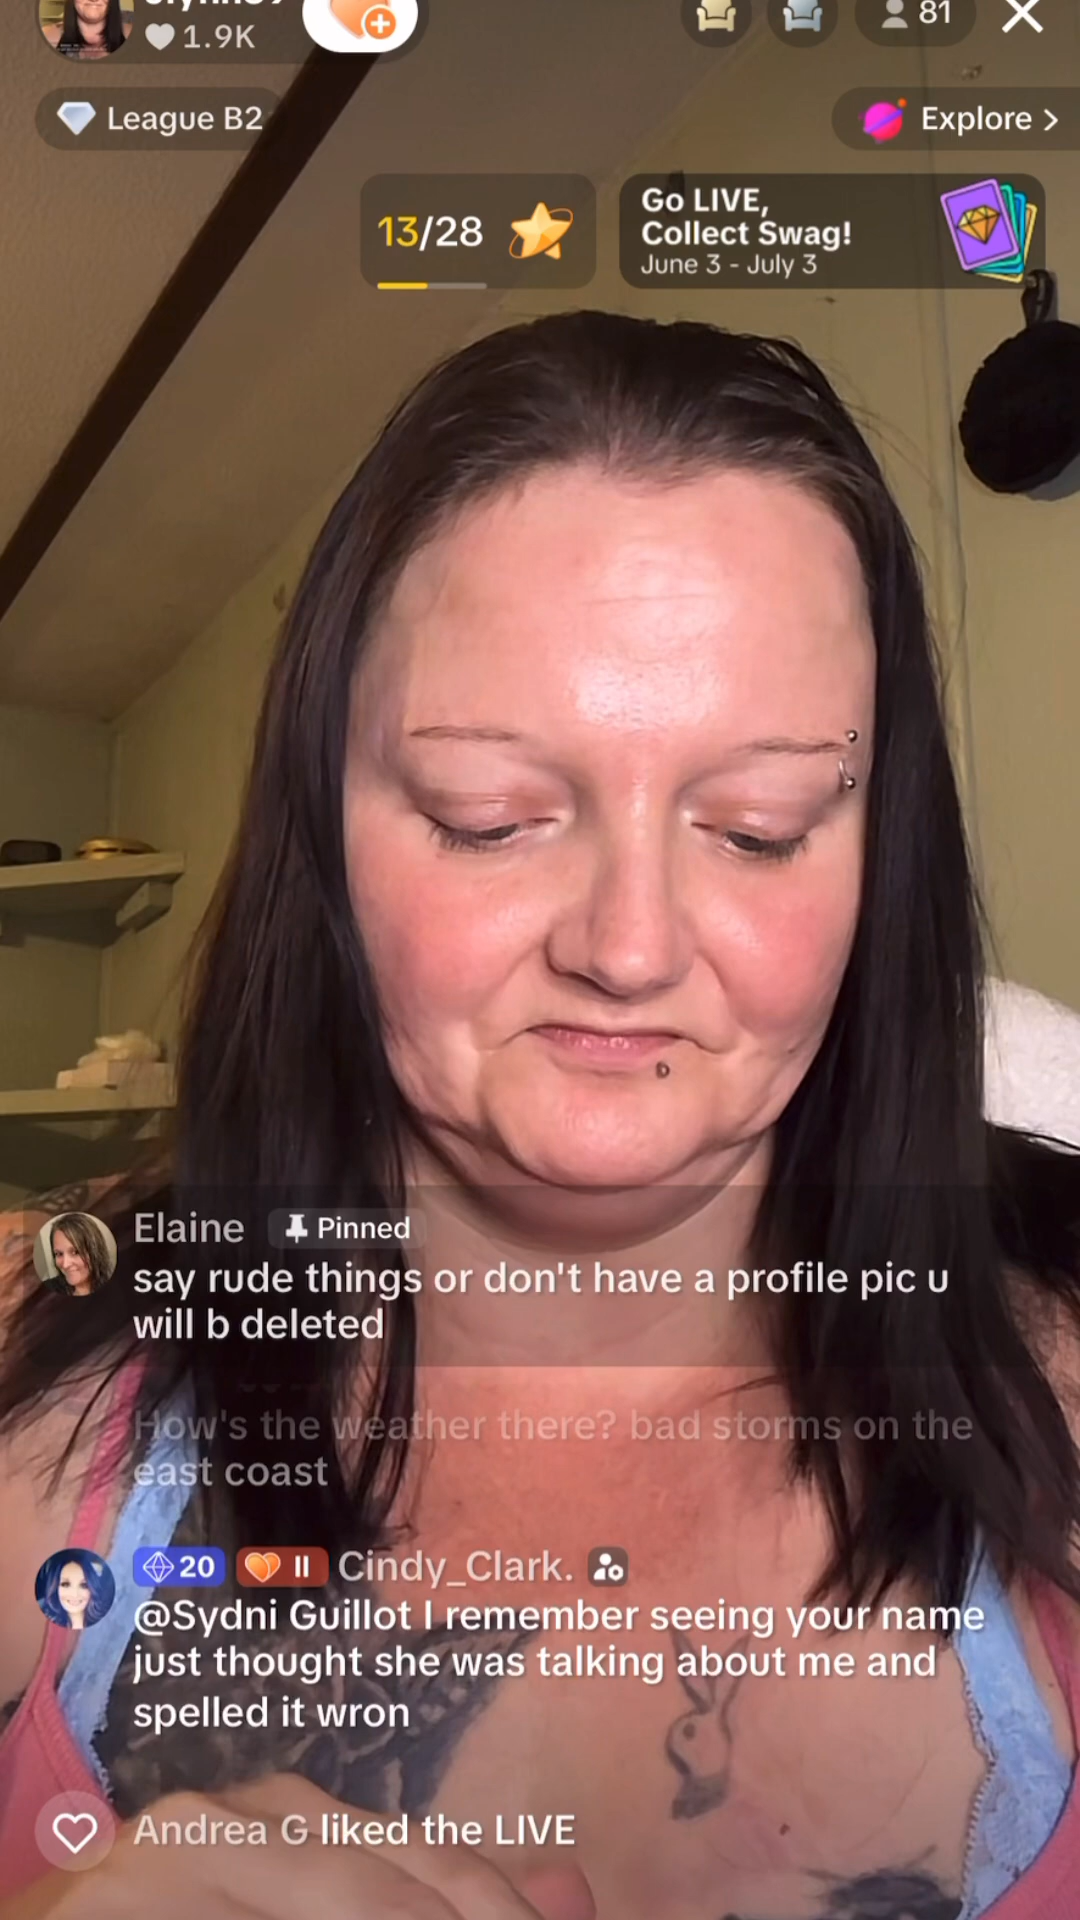 1.9K
81
League B2
Explore >
13/28
Go LIVE,
Collect Swag!
June 3 - July 3
Elaine Pinned
say rude things or don't have a profile pic u
will b deleted
How's the weather there? bad storms on the
east coast
20 II Cindy_Clark.
@Sydni Guillot I remember seeing your name
just thought she was talking about me and
spelled it wron
Andrea G liked the LIVE